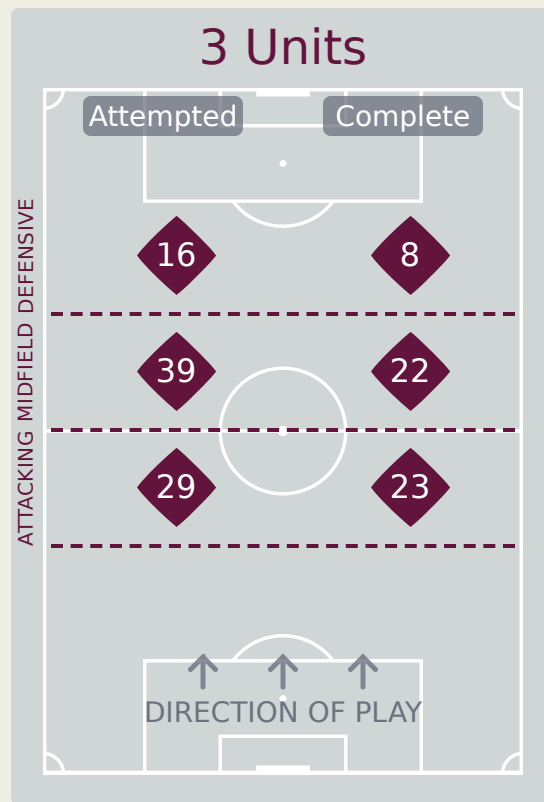 3 Units
Attempted Complete
16 8
39 22
29 23
ATTACKING MIDFIELD DEFENSIVE
DIRECTION OF PLAY